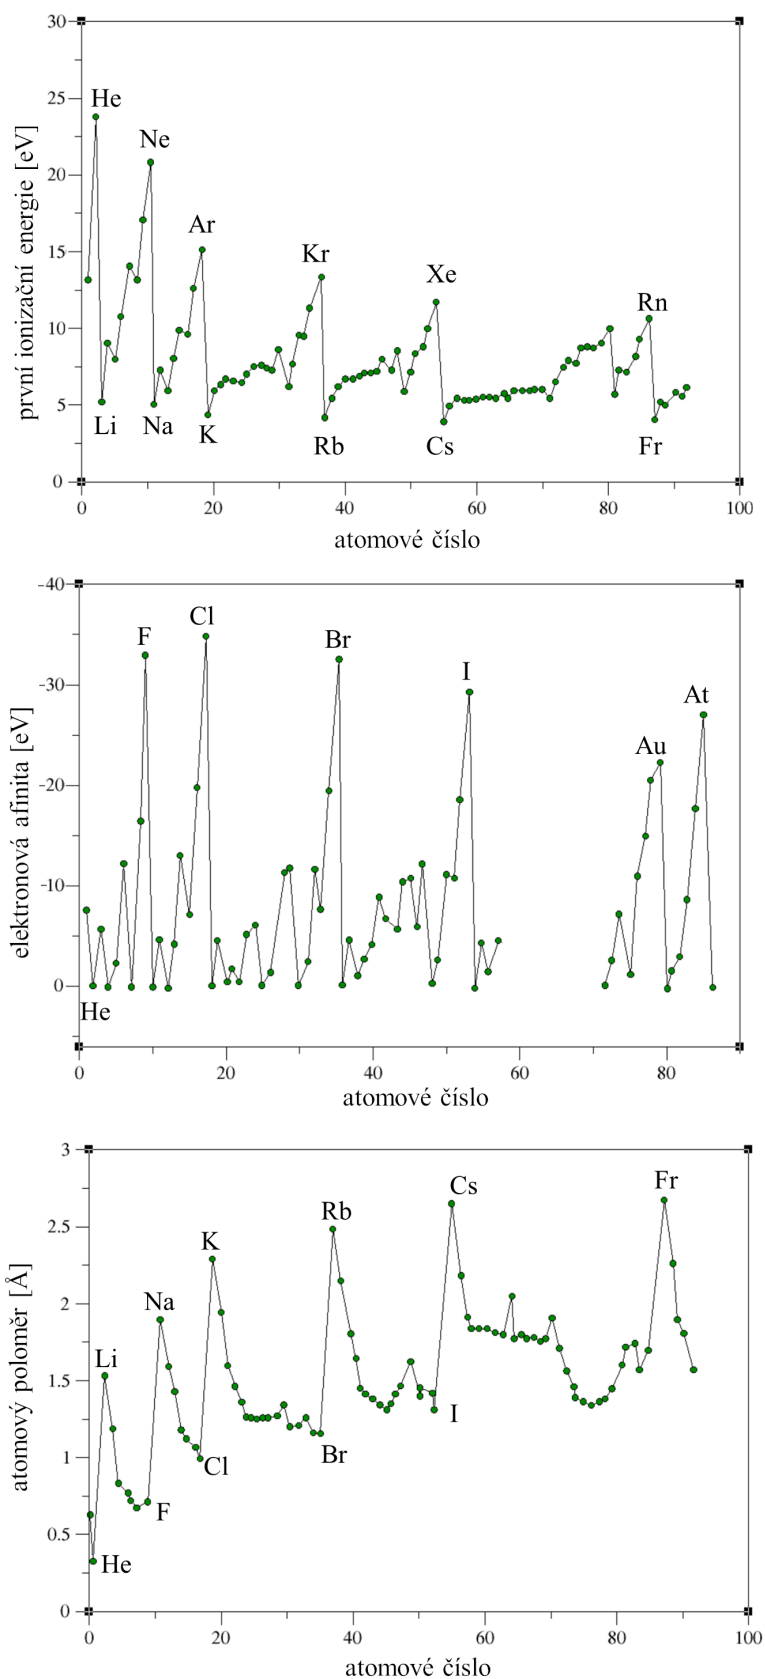 30
25
20
15
10
5
0
první ionizační energie [eV]
He
Ne
Ar
Kr
Xe
Rn
Li
Na
K
Rb
Cs
Fr
0 20 40 60 80 100
atomové číslo
-40
-30
-20
-10
0
elektronová afinita [eV]
F
Cl
Br
I
Au
At
He
0 20 40 60 80
atomové číslo
3
2.5
2
1.5
1
0.5
0
atomový poloměr [Å]
Li
Na
K
Rb
Cs
Fr
He
F
Cl
Br
I
0 20 40 60 80 100
atomové číslo